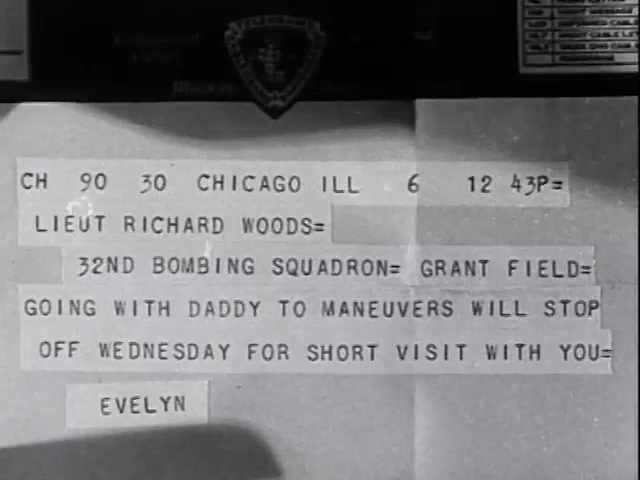 CH 90 30 CHICAGO ILL 6 12 43P=
LIEUT RICHARD WOODS=
32ND BOMBING SQUADRON= GRANT FIELD=
GOING WITH DADDY TO MANEUVERS WILL STOP
OFF WEDNESDAY FOR SHORT VISIT WITH YOU=
EVELYN